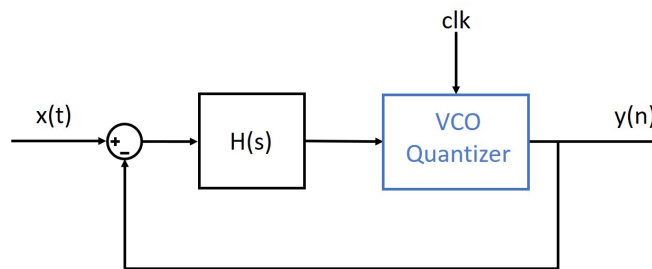 clk
x(t)
+
-
H(s)
VCO
Quantizer
y(n)